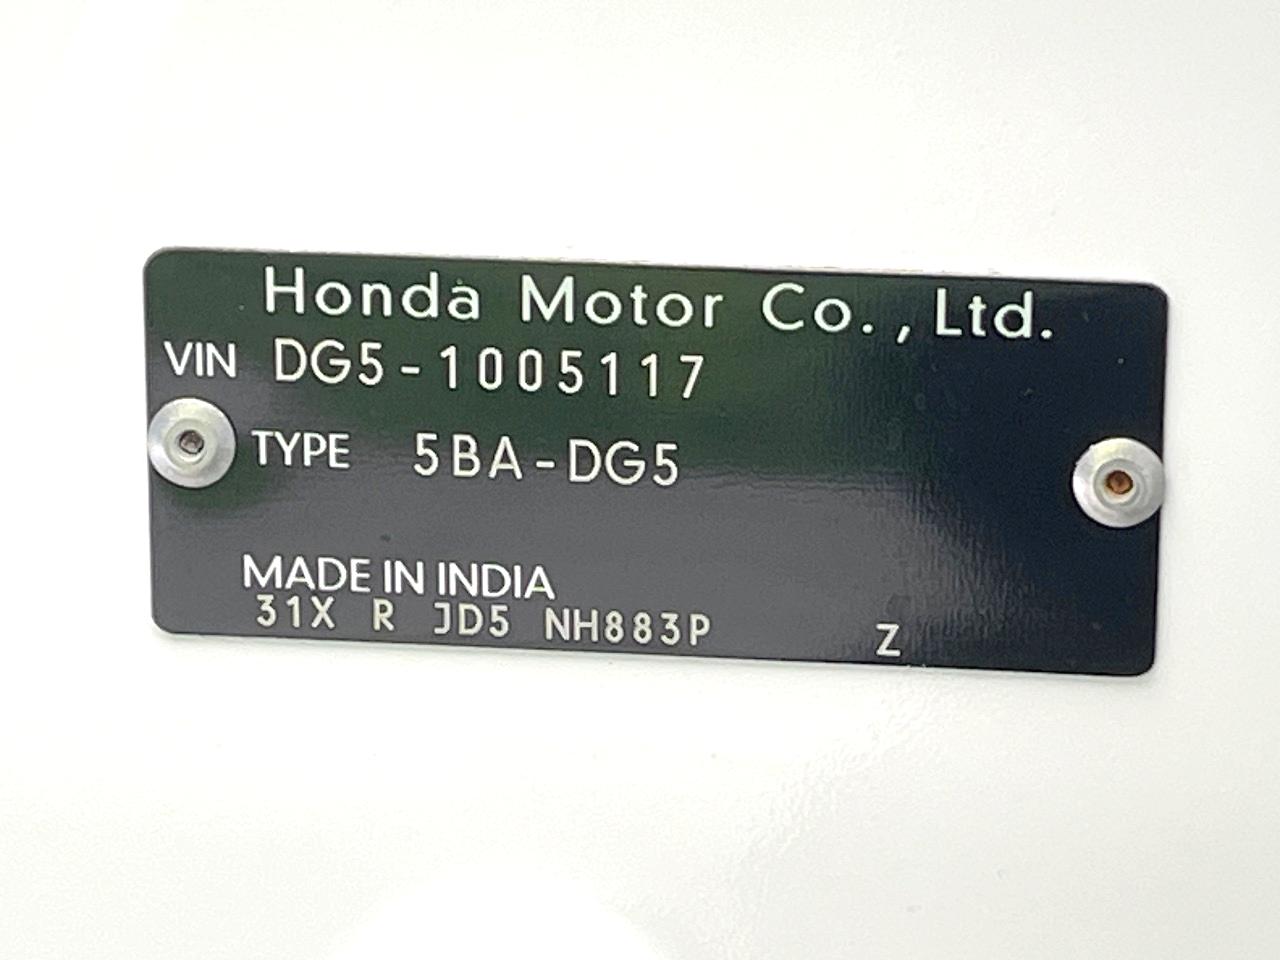 Honda Motor Co., Ltd.
VIN DG5-1005117
TYPE 5BA-DG5
MADE IN INDIA
31X R JD5 NH883P Z